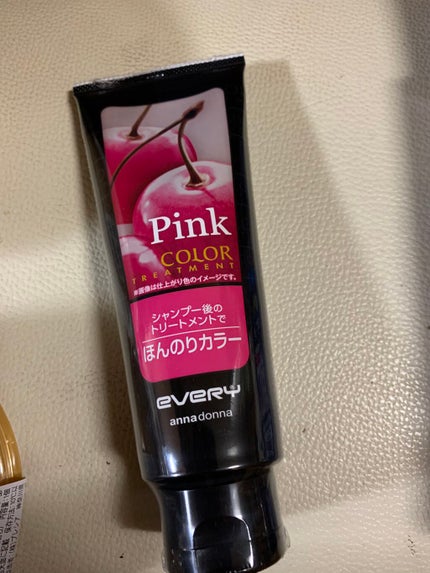 Pink
COLOR
TREATMENT
※画像は仕上がり色のイメージです。
シャンプー後の
トリートメントで
ほんのりカラー
every
anna donna